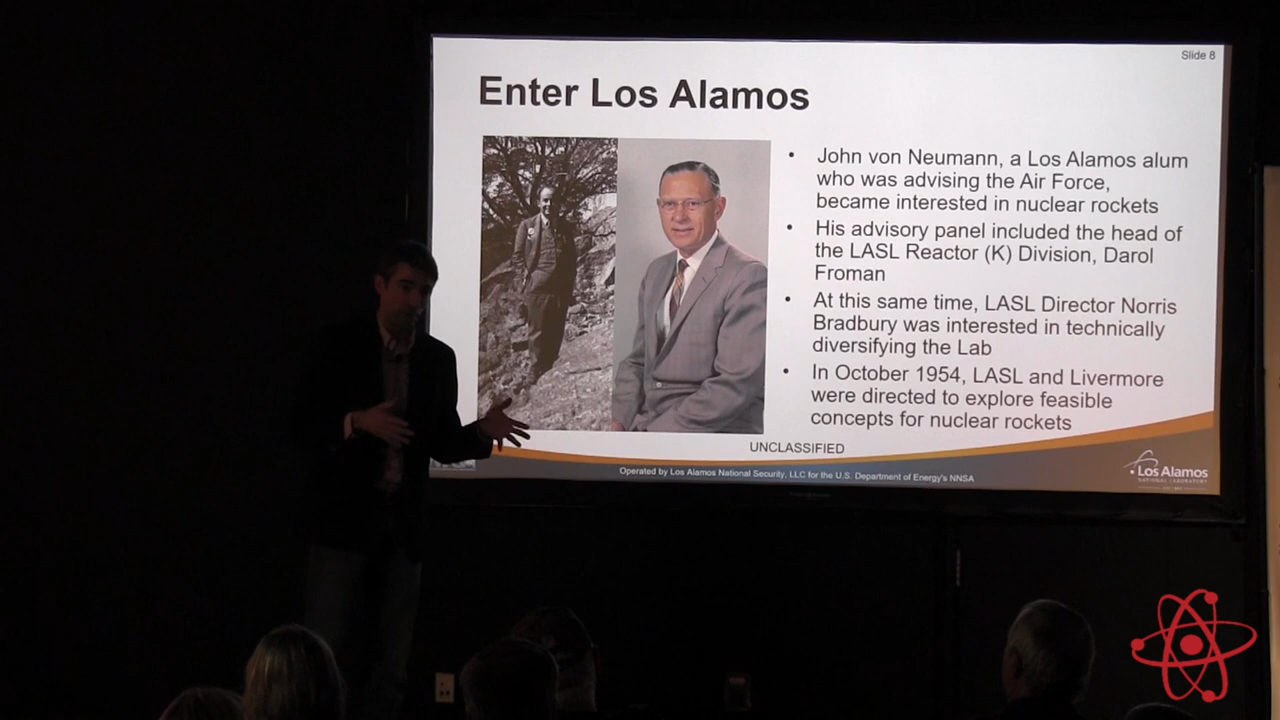 Slide 8
Enter Los Alamos
• John von Neumann, a Los Alamos alum
who was advising the Air Force,
became interested in nuclear rockets
• His advisory panel included the head of
the LASL Reactor (K) Division, Darol
Froman
• At this same time, LASL Director Norris
Bradbury was interested in technically
diversifying the Lab
• In October 1954, LASL and Livermore
were directed to explore feasible
concepts for nuclear rockets
UNCLASSIFIED
Operated by Los Alamos National Security, LLC for the U.S. Department of Energy's NNSA
Los Alamos
NATIONAL LABORATORY